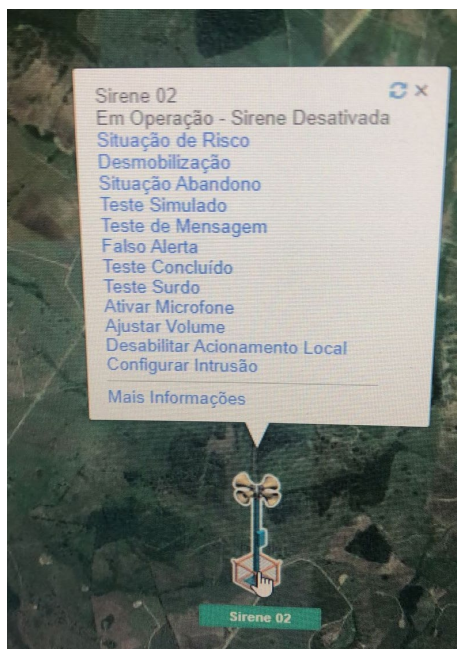 Sirene 02
Em Operação - Sirene Desativada
Situação de Risco
Desmobilização
Situação Abandono
Teste Simulado
Teste de Mensagem
Falso Alerta
Teste Concluído
Teste Surdo
Ativar Microfone
Ajustar Volume
Desabilitar Acionamento Local
Configurar Intrusão
Mais Informações
Sirene 02